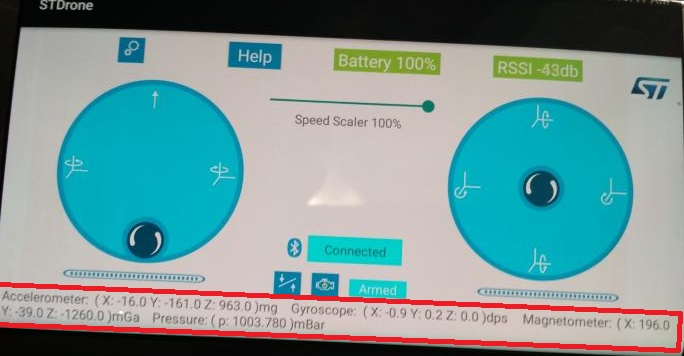 STDrone
Help
Battery 100%
RSSI -43db
ST
Speed Scaler 100%
Connected
Armed
Accelerometer: ( X: -16.0 Y: -161.0 Z: 963.0 )mg Gyroscope: ( X: -0.9 Y: 0.2 Z: 0.0 )dps Magnetometer: ( X: 196.0
Y: -39.0 Z: -1260.0 )mGa Pressure: ( p: 1003.780 )mBar